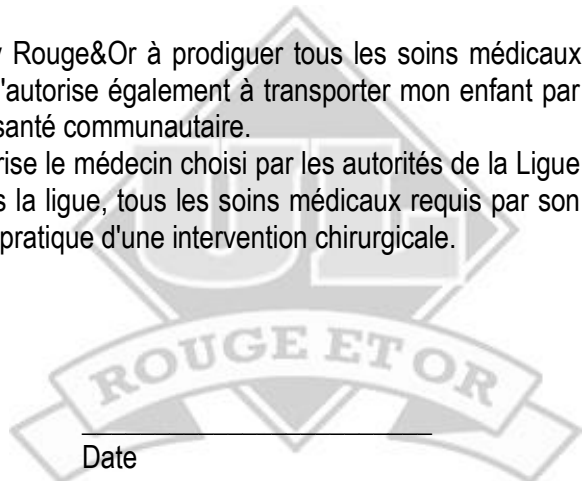 Rouge&Or à prodiguer tous les soins médicaux
'autorise également à transporter mon enfant par
santé communautaire.
rise le médecin choisi par les autorités de la Ligue
s la ligue, tous les soins médicaux requis par son
pratique d'une intervention chirurgicale.
UL
ROUGE ET OR
Date